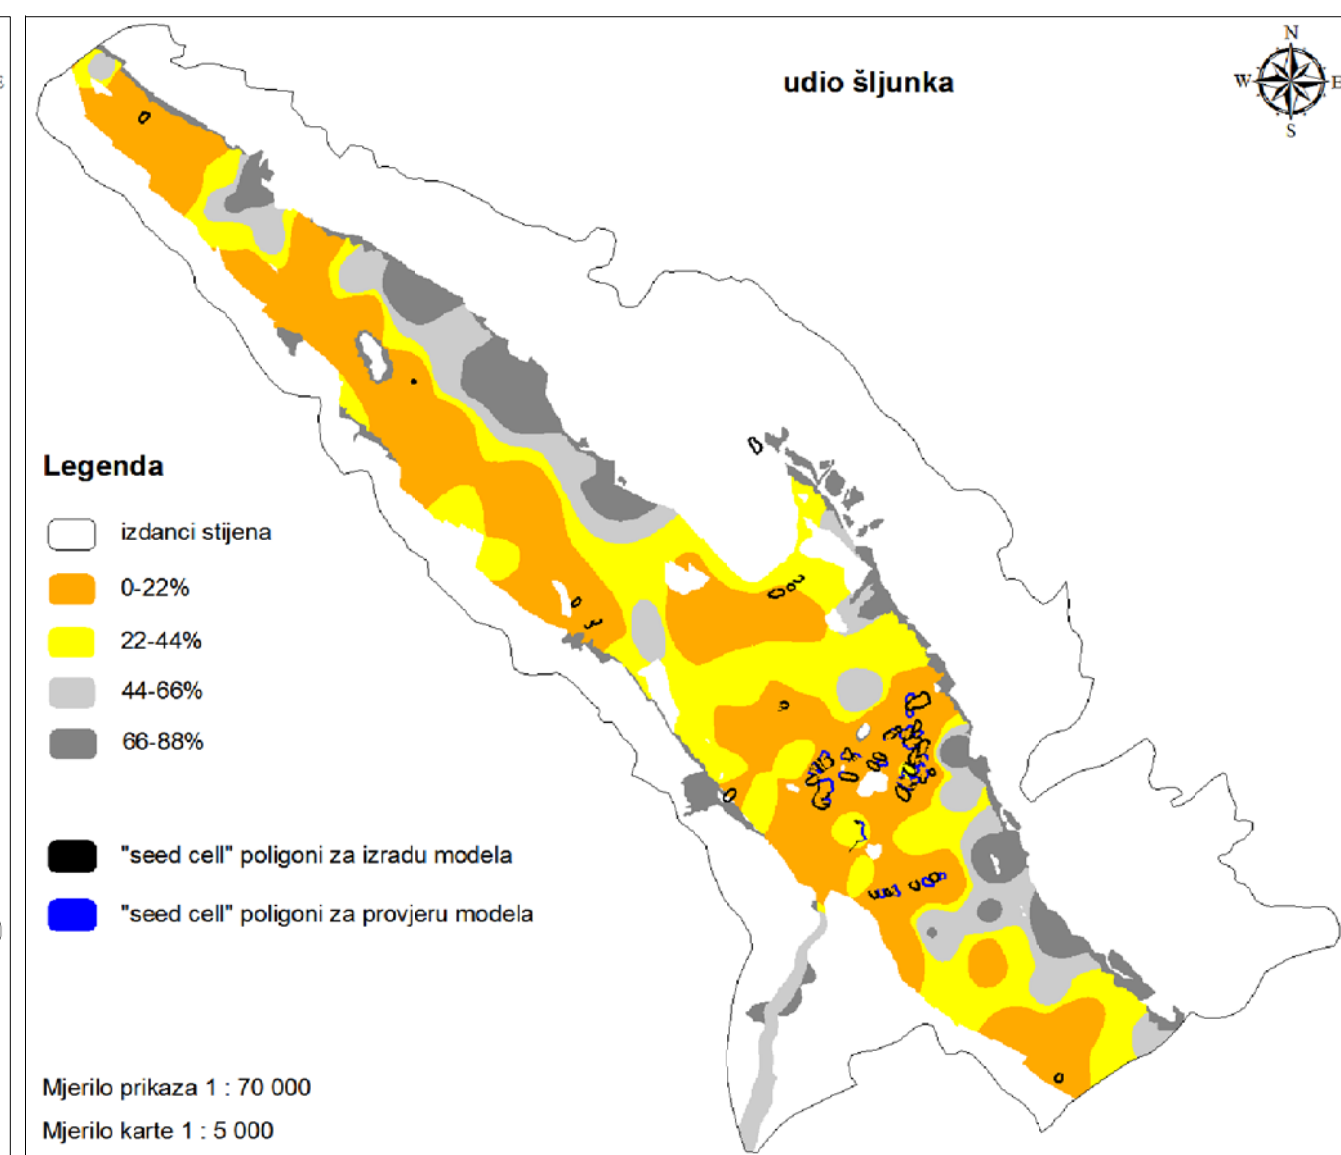 N
udio šljunka
W E
S
Legenda
izdanci stijena
0-22%
22-44%
44-66%
66-88%
"seed cell" poligoni za izradu modela
"seed cell" poligoni za provjeru modela
Mjerilo prikaza 1 : 70 000
Mjerilo karte 1 : 5 000